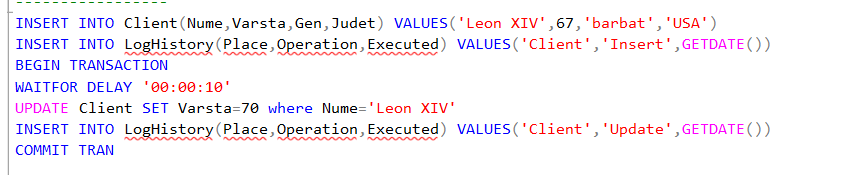 -----------------
INSERT INTO Client(Nume,Varsta,Gen,Judet) VALUES('Leon XIV',67,'barbat','USA')
INSERT INTO LogHistory(Place,Operation,Executed) VALUES('Client','Insert',GETDATE())
BEGIN TRANSACTION
WAITFOR DELAY '00:00:10'
UPDATE Client SET Varsta=70 where Nume='Leon XIV'
INSERT INTO LogHistory(Place,Operation,Executed) VALUES('Client','Update',GETDATE())
COMMIT TRAN